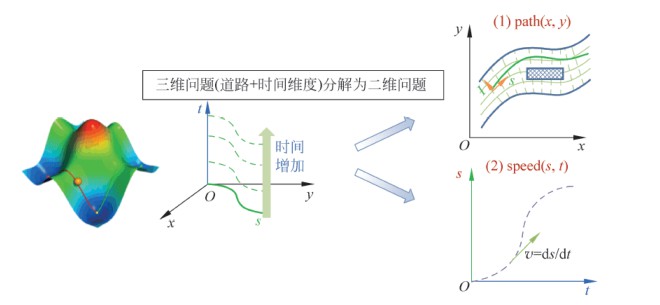 三维问题(道路+时间维度)分解为二维问题
t
时间
增加
O
y
x
s
(1) path(x, y)
y
l
s
O
x
(2) speed(s, t)
s
v=ds/dt
O
t